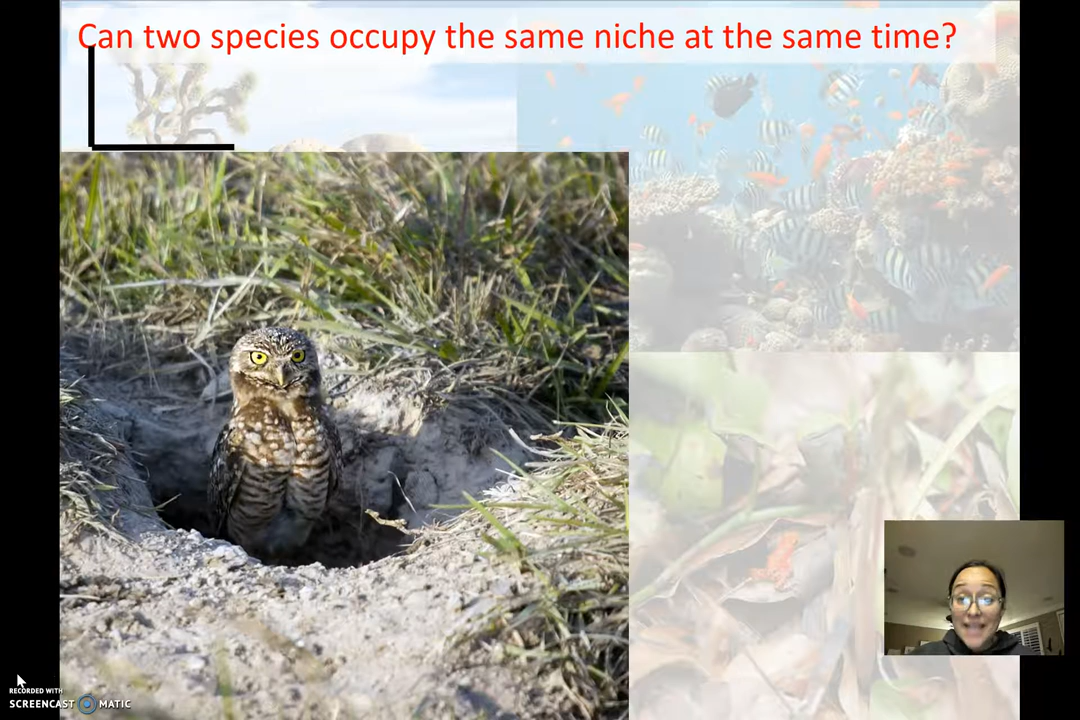 Can two species occupy the same niche at the same time?
RECORDED WITH
SCREENCAST MATIC